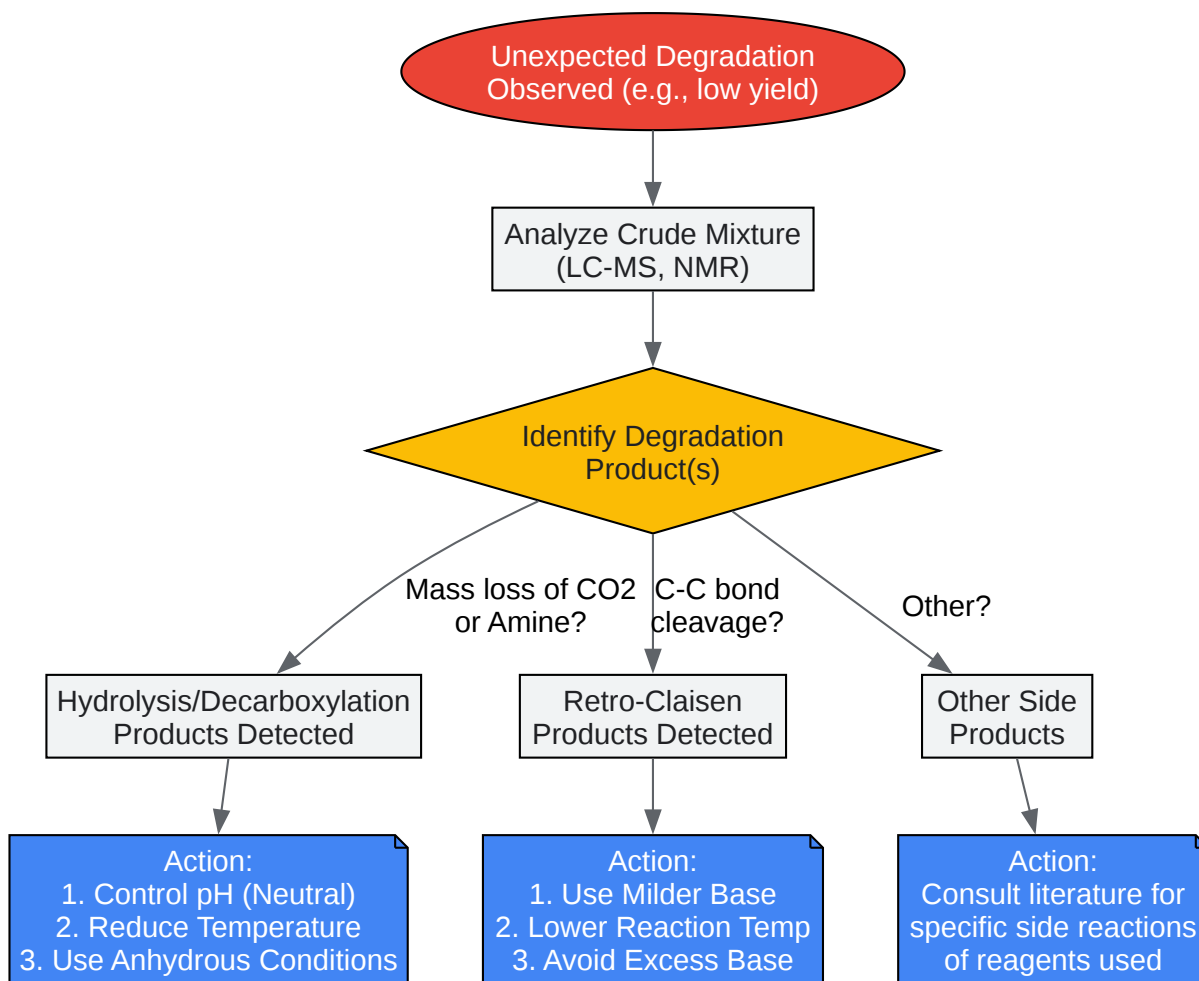 Unexpected Degradation
Observed (e.g., low yield)
Analyze Crude Mixture
(LC-MS, NMR)
Identify Degradation
Product(s)
Mass loss of CO2
or Amine?
C-C bond
cleavage?
Other?
Hydrolysis/Decarboxylation
Products Detected
Retro-Claisen
Products Detected
Other Side
Products
Action:
1. Control pH (Neutral)
2. Reduce Temperature
3. Use Anhydrous Conditions
Action:
1. Use Milder Base
2. Lower Reaction Temp
3. Avoid Excess Base
Action:
Consult literature for
specific side reactions
of reagents used